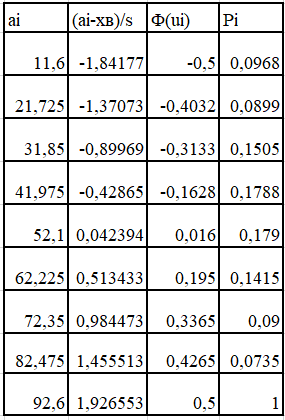 ai (ai-xв)/s Ф(ui) Pi
11,6 -1,84177 -0,5 0,0968
21,725 -1,37073 -0,4032 0,0899
31,85 -0,89969 -0,3133 0,1505
41,975 -0,42865 -0,1628 0,1788
52,1 0,042394 0,016 0,179
62,225 0,513433 0,195 0,1415
72,35 0,984473 0,3365 0,09
82,475 1,455513 0,4265 0,0735
92,6 1,926553 0,5 1